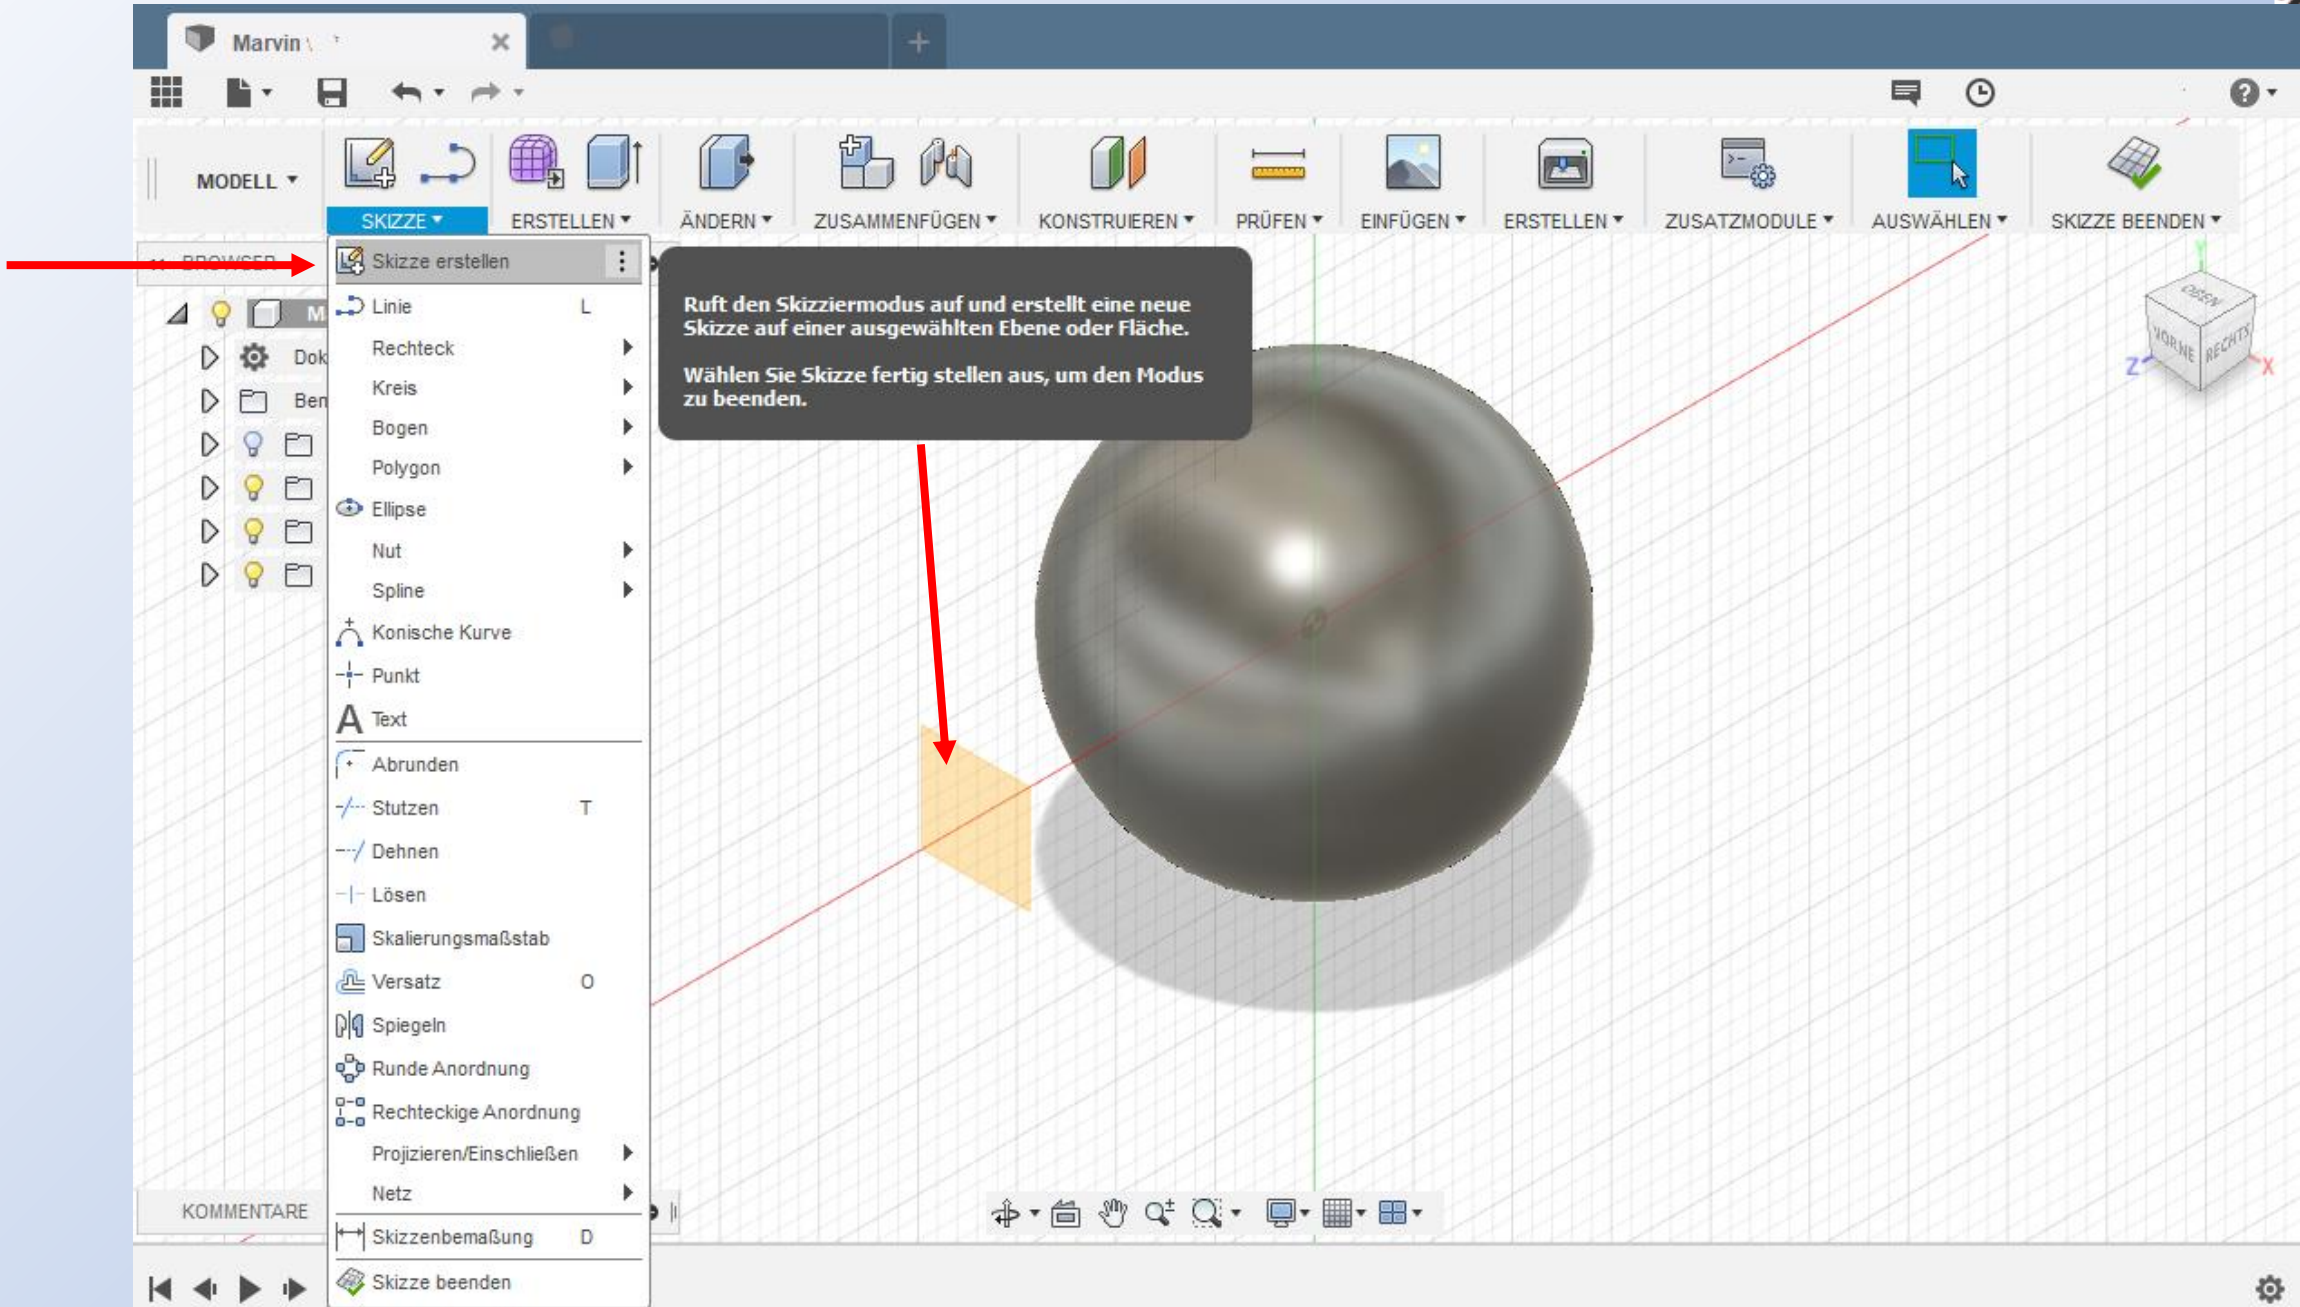 Marvin
MODELL
SKIZZE
ERSTELLEN
ÄNDERN
ZUSAMMENFÜGEN
KONSTRUIEREN
PRÜFEN
EINFÜGEN
ERSTELLEN
ZUSATZMODULE
AUSWÄHLEN
SKIZZE BEENDEN
BROWSER
Dok
Ben
Skizze erstellen
Linie L
Rechteck
Kreis
Bogen
Polygon
Ellipse
Nut
Spline
Konische Kurve
Punkt
Text
Abrunden
Stutzen T
Dehnen
Lösen
Skalierungsmaßstab
Versatz O
Spiegeln
Runde Anordnung
Rechteckige Anordnung
Projizieren/Einschließen
Netz
Skizzenbemaßung D
Skizze beenden
Ruft den Skizziermodus auf und erstellt eine neue
Skizze auf einer ausgewählten Ebene oder Fläche.
Wählen Sie Skizze fertig stellen aus, um den Modus
zu beenden.
Y
OBEN
VORNE
RECHTS
Z
X
KOMMENTARE